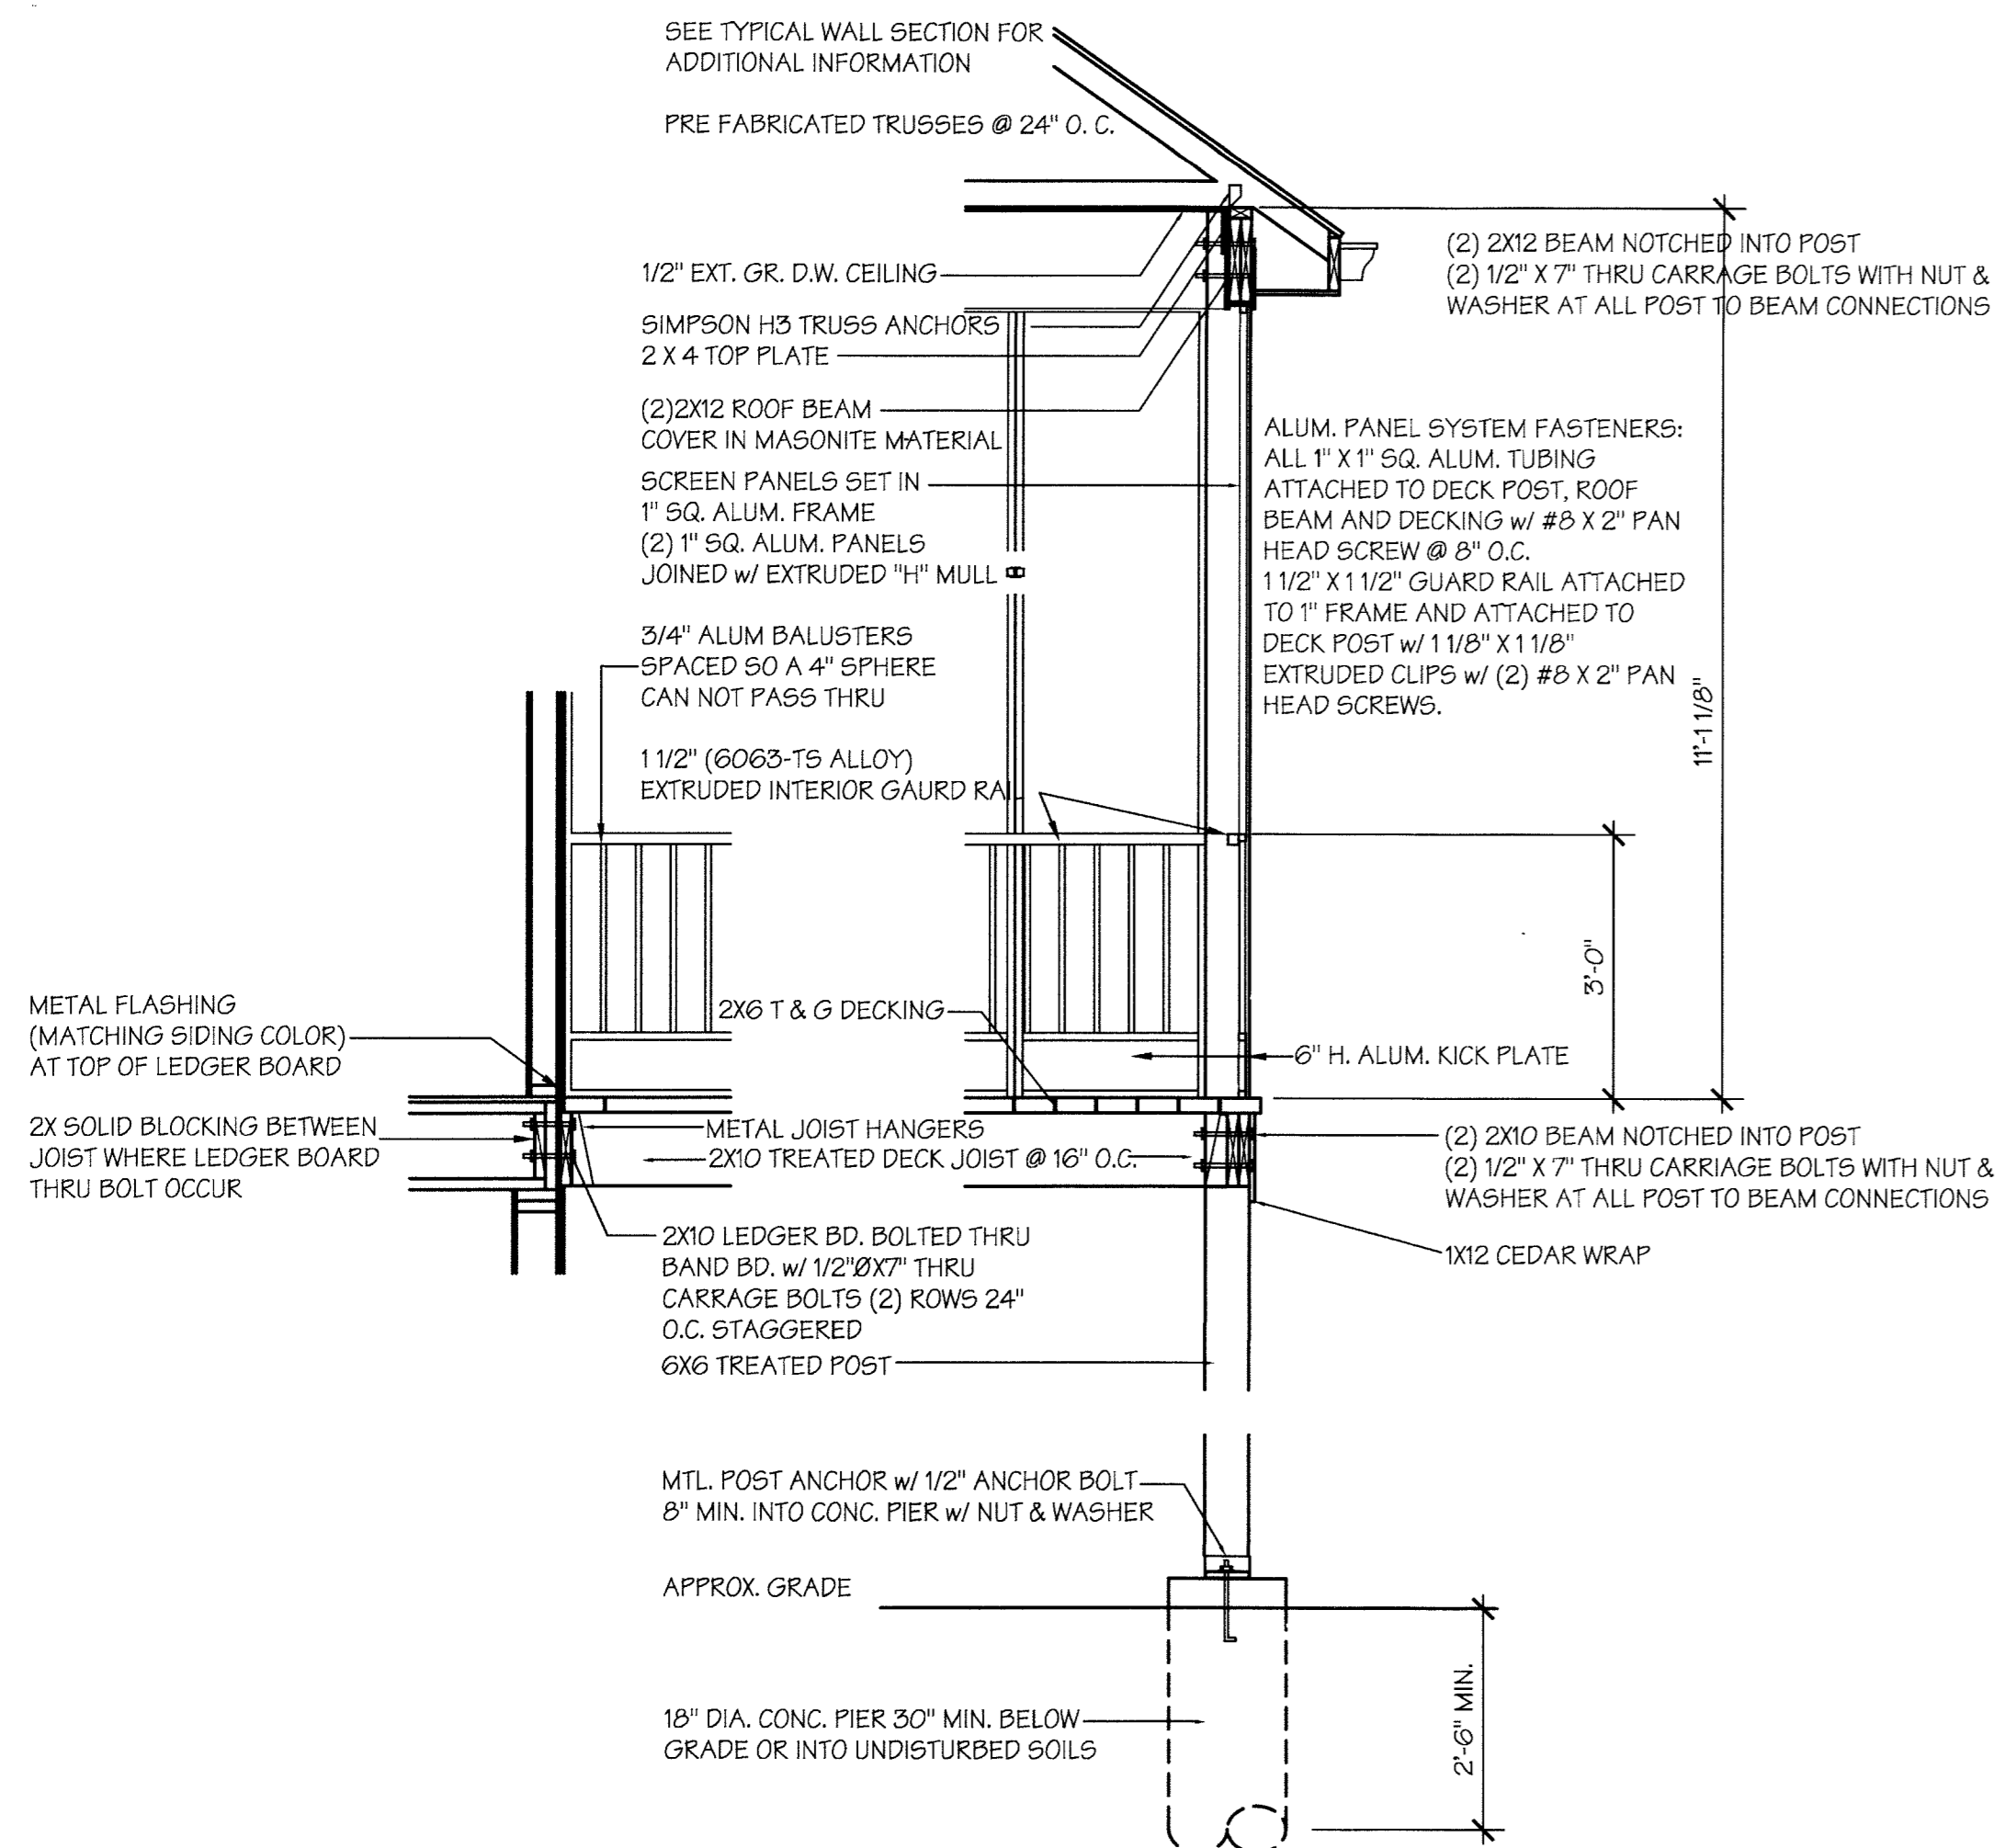 SEE TYPICAL WALL SECTION FOR
ADDITIONAL INFORMATION
PRE FABRICATED TRUSSES @ 24" O. C.
1/2" EXT. GR. D.W. CEILING
SIMPSON H3 TRUSS ANCHORS
2 X 4 TOP PLATE
(2)2X12 ROOF BEAM
COVER IN MASONITE MATERIAL
SCREEN PANELS SET IN
1" SQ. ALUM. FRAME
(2) 1" SQ. ALUM. PANELS
JOINED w/ EXTRUDED "H" MULL
3/4" ALUM BALUSTERS
SPACED SO A 4" SPHERE
CAN NOT PASS THRU
1 1/2" (6063-TS ALLOY)
EXTRUDED INTERIOR GAURD RAIL
(2) 2X12 BEAM NOTCHED INTO POST
(2) 1/2" X 7" THRU CARRAGE BOLTS WITH NUT &
WASHER AT ALL POST TO BEAM CONNECTIONS
ALUM. PANEL SYSTEM FASTENERS:
ALL 1" X 1" SQ. ALUM. TUBING
ATTACHED TO DECK POST, ROOF
BEAM AND DECKING w/ #8 X 2" PAN
HEAD SCREW @ 8" O.C.
1 1/2" X 1 1/2" GUARD RAIL ATTACHED
TO 1" FRAME AND ATTACHED TO
DECK POST w/ 1 1/8" X 1 1/8"
EXTRUDED CLIPS w/ (2) #8 X 2" PAN
HEAD SCREWS.
11'-1 1/8"
3'-0"
METAL FLASHING
(MATCHING SIDING COLOR)
AT TOP OF LEDGER BOARD
2X6 T & G DECKING
6" H. ALUM. KICK PLATE
2X SOLID BLOCKING BETWEEN
JOIST WHERE LEDGER BOARD
THRU BOLT OCCUR
METAL JOIST HANGERS
2X10 TREATED DECK JOIST @ 16" O.C.
(2) 2X10 BEAM NOTCHED INTO POST
(2) 1/2" X 7" THRU CARRIAGE BOLTS WITH NUT &
WASHER AT ALL POST TO BEAM CONNECTIONS
1X12 CEDAR WRAP
2X10 LEDGER BD. BOLTED THRU
BAND BD. w/ 1/2"ØX7" THRU
CARRAGE BOLTS (2) ROWS 24"
O.C. STAGGERED
6X6 TREATED POST
MTL. POST ANCHOR w/ 1/2" ANCHOR BOLT
8" MIN. INTO CONC. PIER w/ NUT & WASHER
APPROX. GRADE
18" DIA. CONC. PIER 30" MIN. BELOW
GRADE OR INTO UNDISTURBED SOILS
2'-6" MIN.